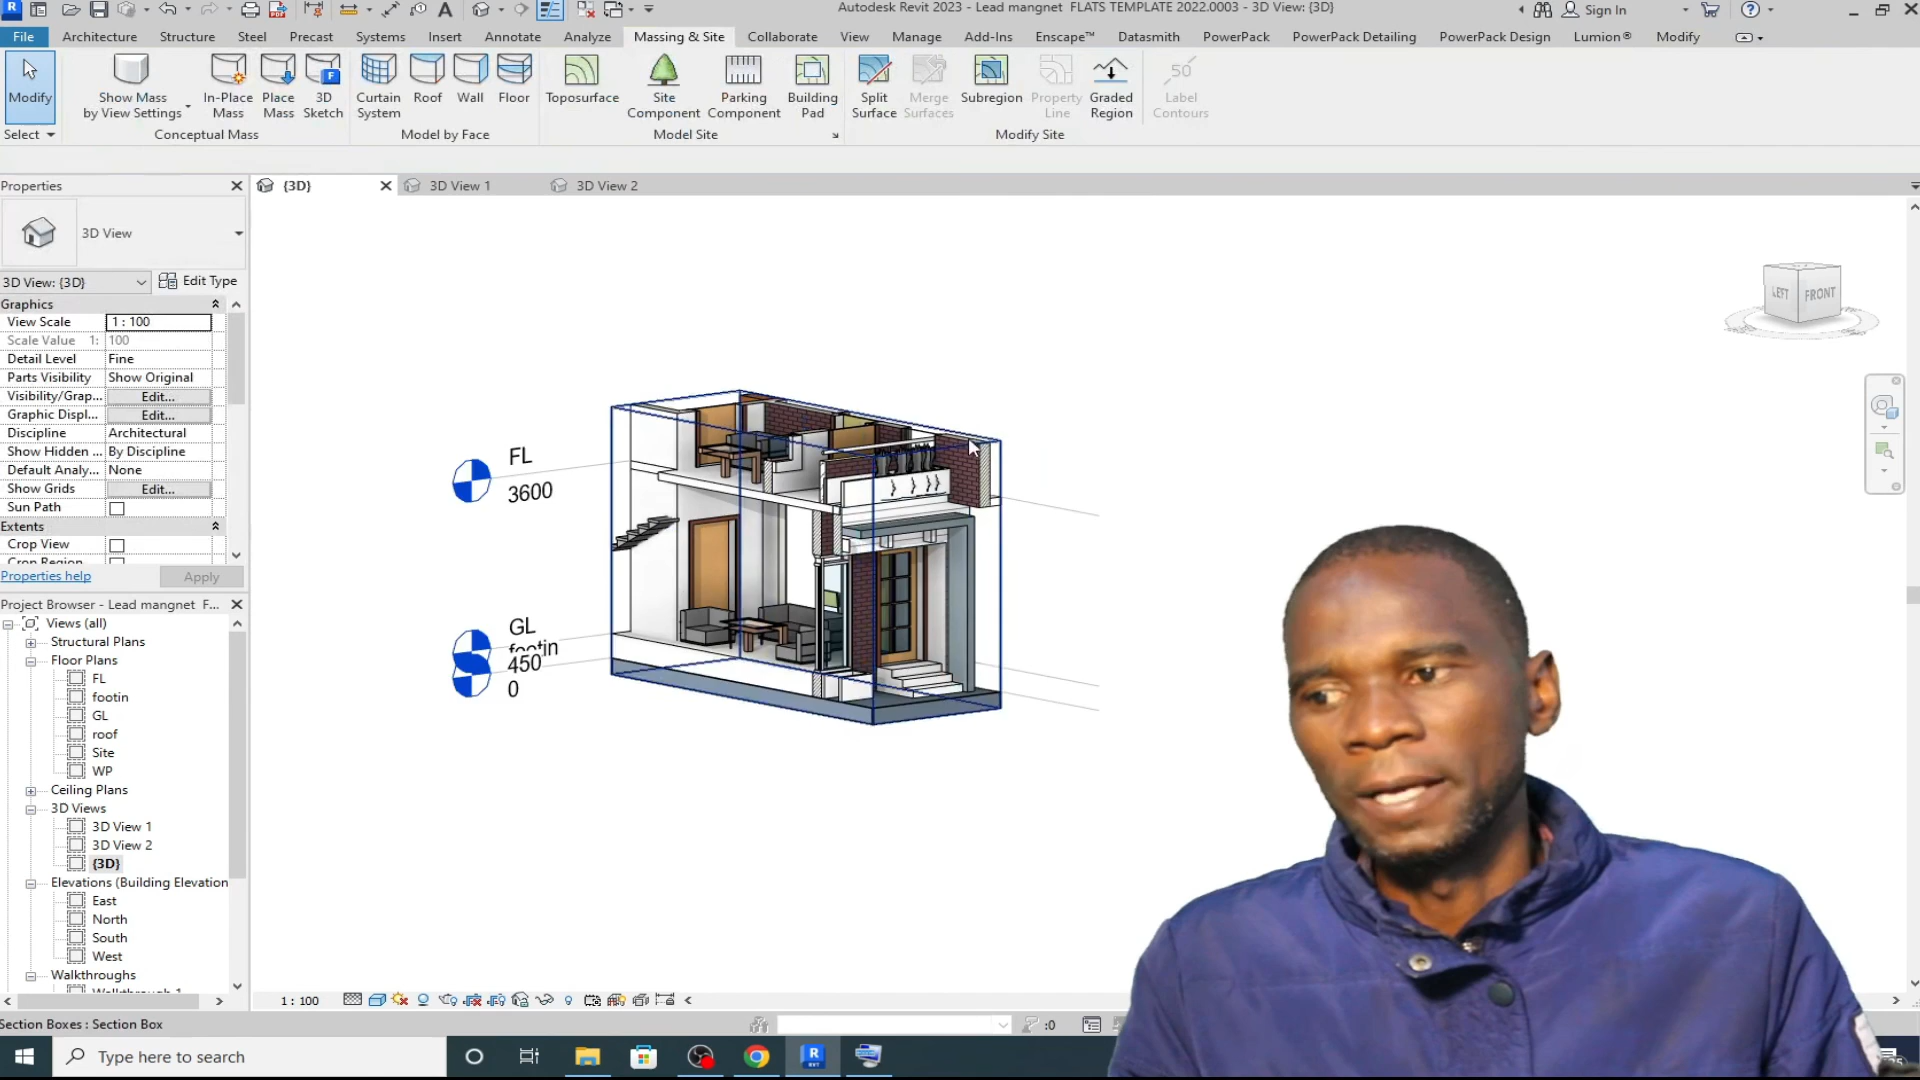 Autodesk Revit 2023 - Lead mangnet FLATS TEMPLATE 2022.0003 - 3D View: {3D}
Sign In
File Architecture Structure Steel Precast Systems Insert Annotate Analyze Massing & Site Collaborate View Manage Add-Ins Enscape™ Datasmith PowerPack PowerPack Detailing PowerPack Design Lumion® Modify
Modify
Show Mass
by View Settings
In-Place
Mass
Place
Mass
3D
Sketch
Curtain
System
Roof
Wall
Floor
Toposurface
Site
Component
Parking
Component
Building
Pad
Split
Surface
Merge
Surfaces
Subregion
Property
Line
Graded
Region
50
Label
Contours
Select
Conceptual Mass
Model by Face
Model Site
Modify Site
Properties
{3D}
3D View 1
3D View 2
3D View
3D View: {3D}
Edit Type
Graphics
View Scale 1 : 100
Scale Value 1: 100
Detail Level Fine
Parts Visibility Show Original
Visibility/Grap... Edit...
Graphic Displ... Edit...
Discipline Architectural
Show Hidden By Discipline
Default Analy... None
Show Grids Edit...
Sun Path
Extents
Crop View
Crop Region
Properties help
Apply
Project Browser - Lead mangnet F...
Views (all)
Structural Plans
Floor Plans
FL
footin
GL
roof
Site
WP
Ceiling Plans
3D Views
3D View 1
3D View 2
{3D}
Elevations (Building Elevation
East
North
South
West
Walkthroughs
Walkthrough 1
FL
3600
GL
footin
450
0
LEFT
FRONT
1 : 100
Section Boxes : Section Box
:0
Type here to search